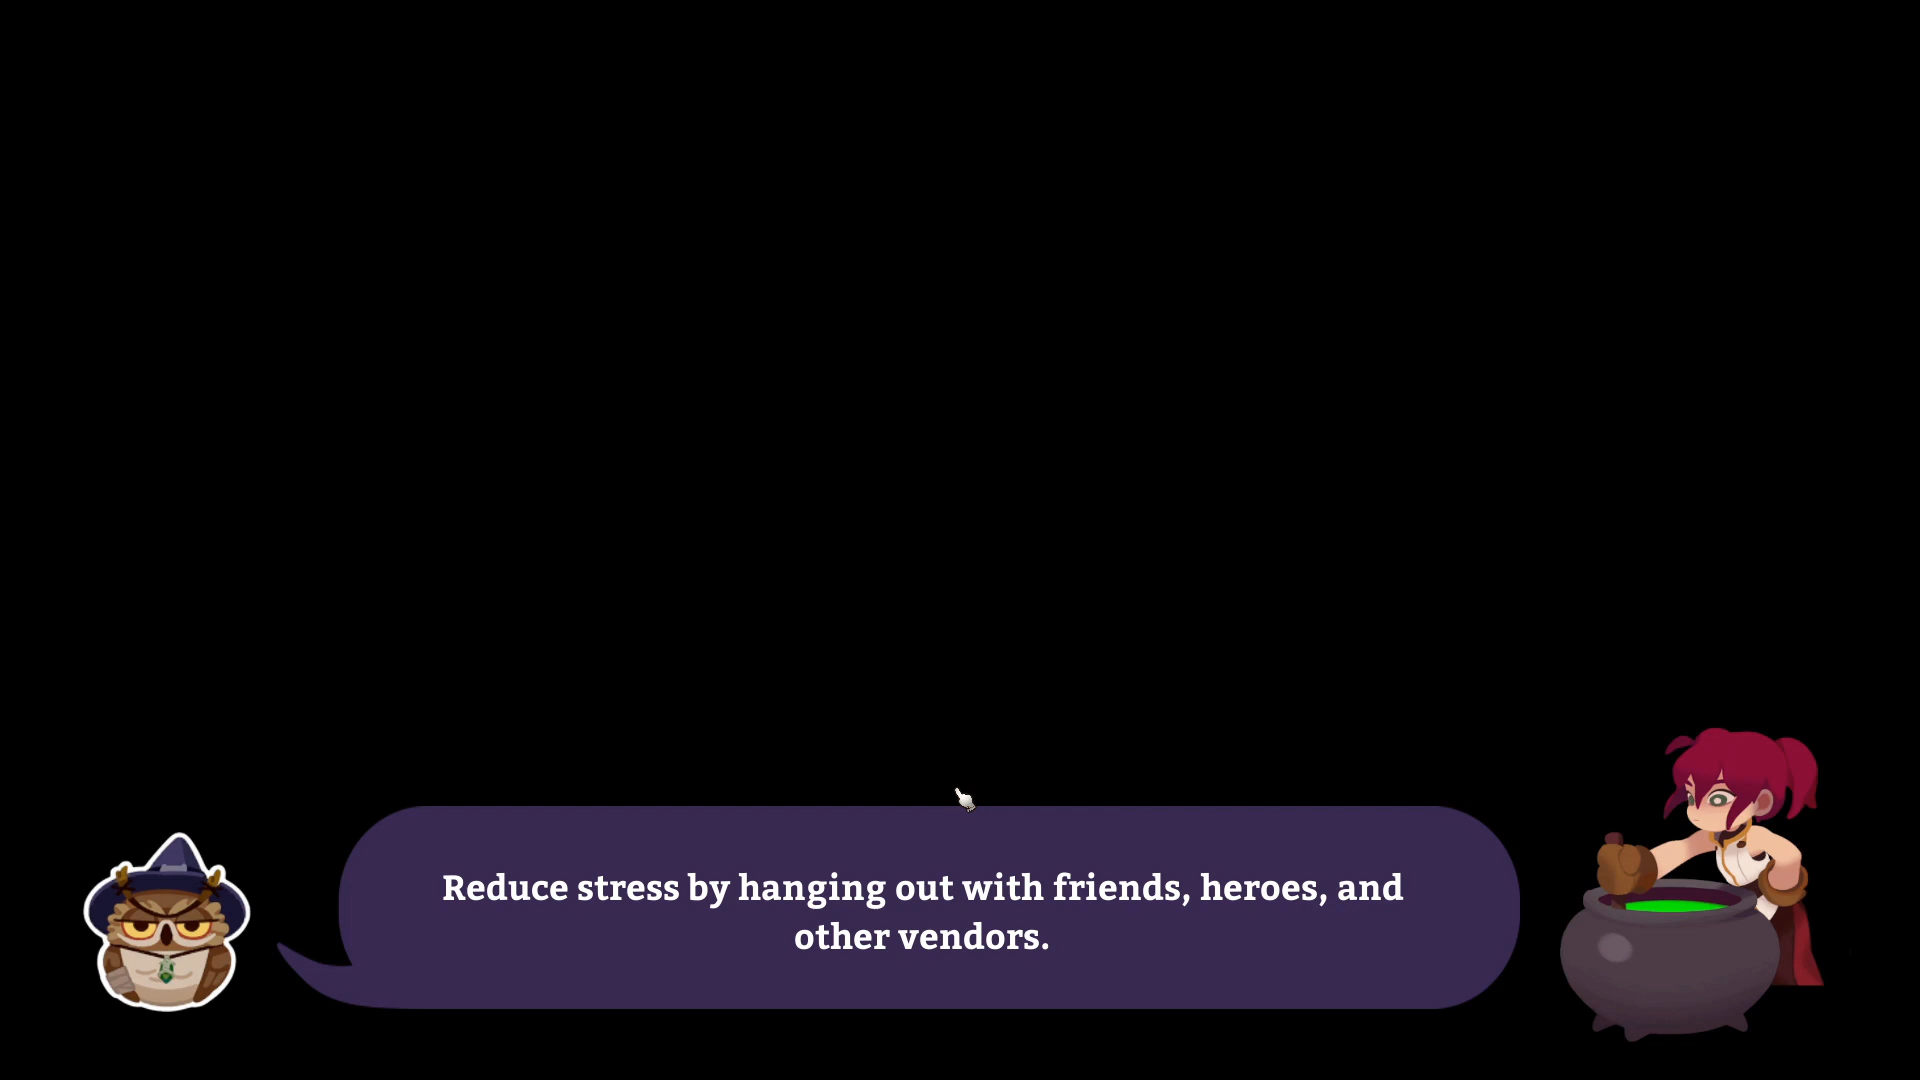 Reduce stress by hanging out with friends, heroes, and
other vendors.